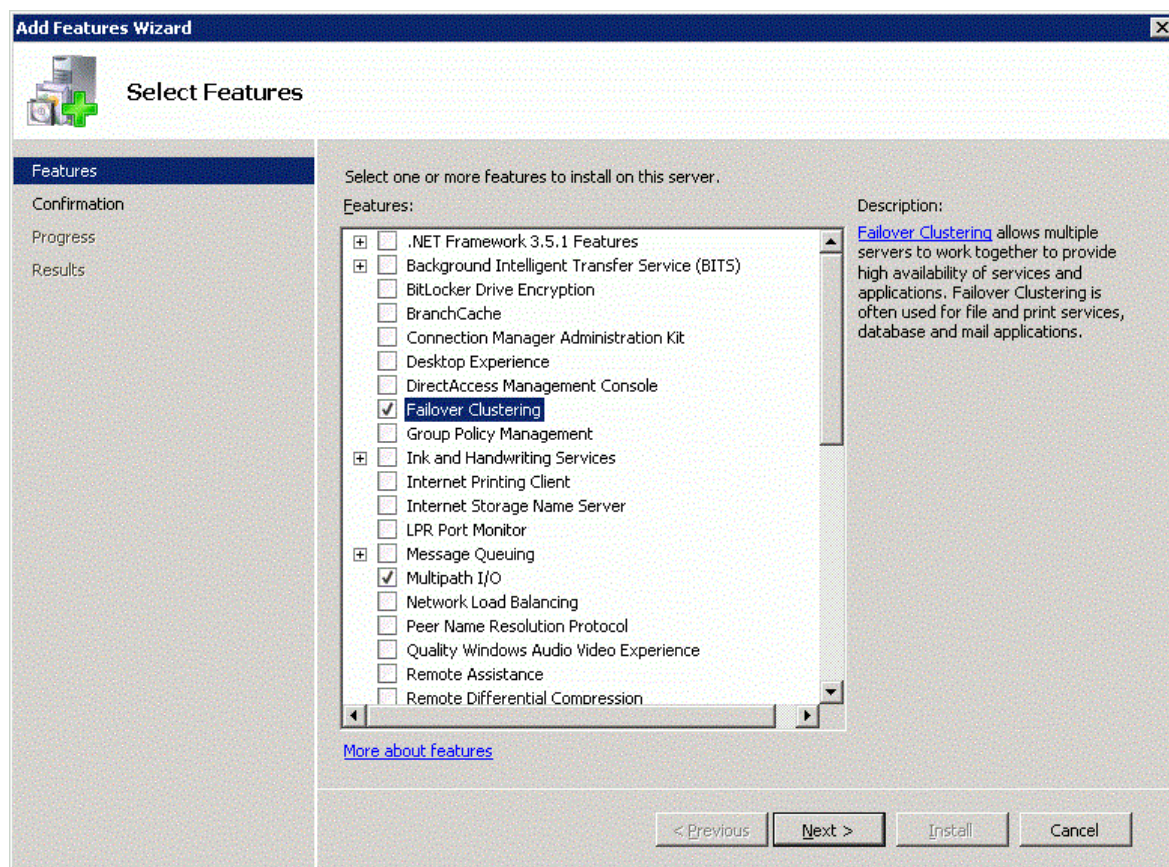 Add Features Wizard
Select Features
Features
Confirmation
Progress
Results
Select one or more features to install on this server.
Features:
.NET Framework 3.5.1 Features
Background Intelligent Transfer Service (BITS)
BitLocker Drive Encryption
BranchCache
Connection Manager Administration Kit
Desktop Experience
DirectAccess Management Console
Failover Clustering
Group Policy Management
Ink and Handwriting Services
Internet Printing Client
Internet Storage Name Server
LPR Port Monitor
Message Queuing
Multipath I/O
Network Load Balancing
Peer Name Resolution Protocol
Quality Windows Audio Video Experience
Remote Assistance
Remote Differential Compression
More about features
Description:
Failover Clustering allows multiple
servers to work together to provide
high availability of services and
applications. Failover Clustering is
often used for file and print services,
database and mail applications.
< Previous
Next >
Install
Cancel